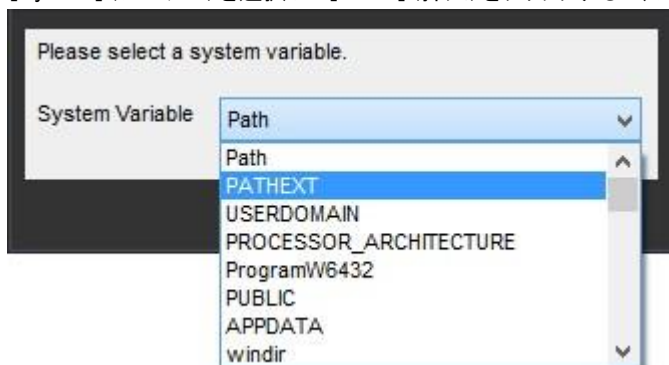 Please select a system variable.
System Variable
Path
Path
PATHEXT
USERDOMAIN
PROCESSOR_ARCHITECTURE
ProgramW6432
PUBLIC
APPDATA
windir